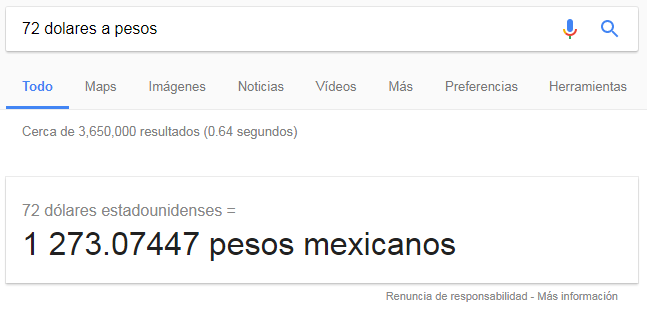 72 dolares a pesos
Todo Maps Imágenes Noticias Vídeos Más Preferencias Herramientas
Cerca de 3,650,000 resultados (0.64 segundos)
72 dólares estadounidenses =
1 273.07447 pesos mexicanos
Renuncia de responsabilidad - Más información